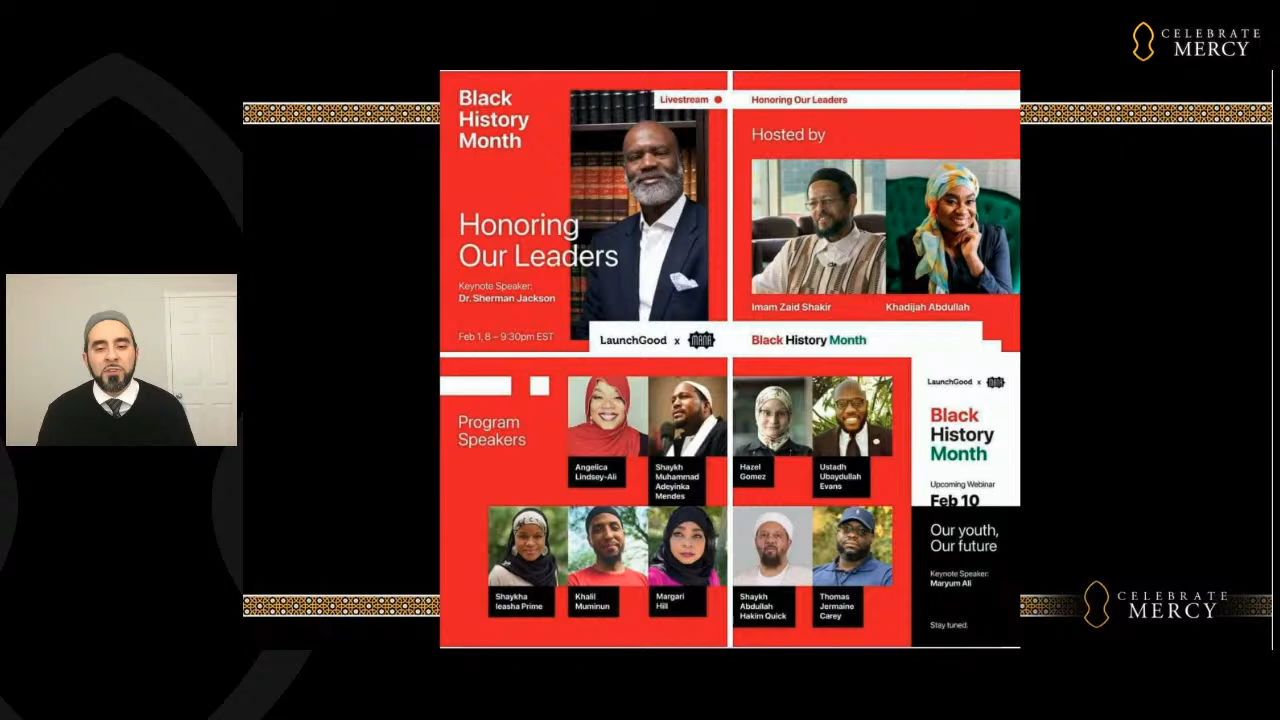 CELEBRATE
MERCY
Black
History
Month
Livestream
Honoring Our Leaders
Hosted by
Honoring
Our Leaders
Keynote Speaker:
Dr. Sherman Jackson
Feb 1, 8 – 9:30pm EST
Imam Zaid Shakir
Khadijah Abdullah
LaunchGood x MANA
Black History Month
Program
Speakers
Angelica
Lindsey-Ali
Shaykh
Muhammad
Adeyinka
Mendes
Hazel
Gomez
Ustadh
Ubaydullah
Evans
Shaykha
Ieasha Prime
Khalil
Muminun
Margari
Hill
Shaykh
Abdullah
Hakim Quick
Thomas
Jermaine
Carey
LaunchGood x MANA
Black
History
Month
Upcoming Webinar
Feb 10
Our youth,
Our future
Keynote Speaker:
Maryum Ali
Stay tuned.
CELEBRATE
MERCY